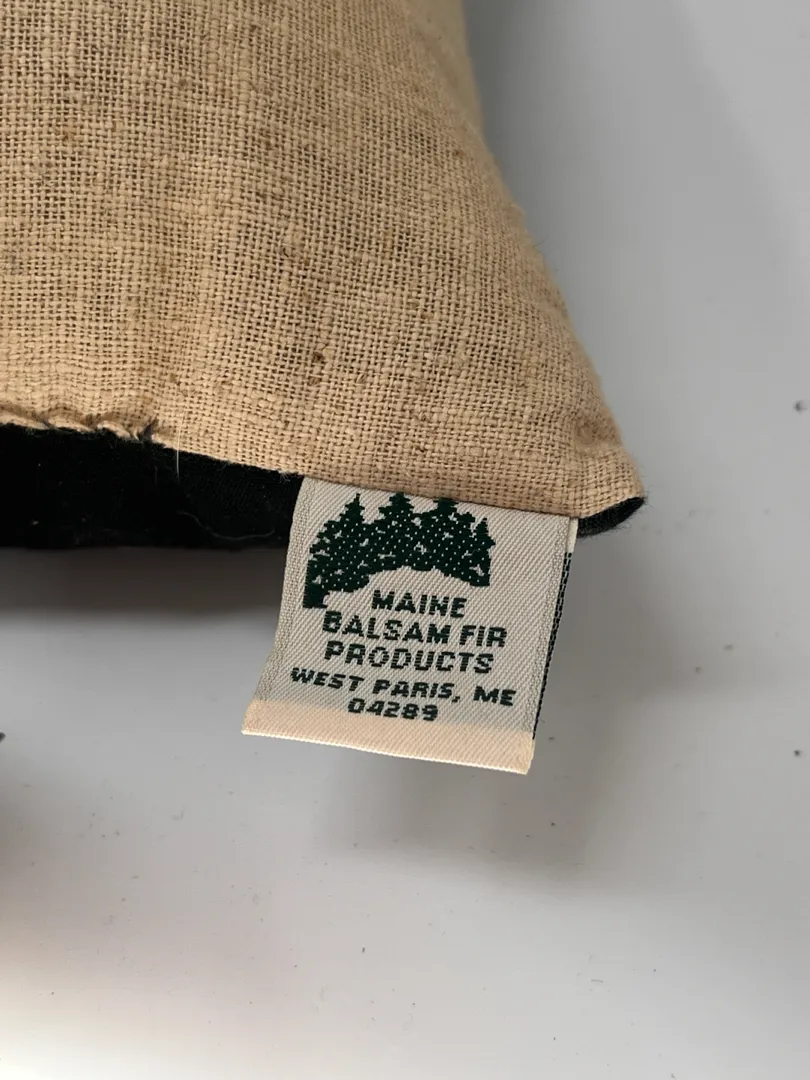 MAINE
BALSAM FIR
PRODUCTS
WEST PARIS, ME
04289